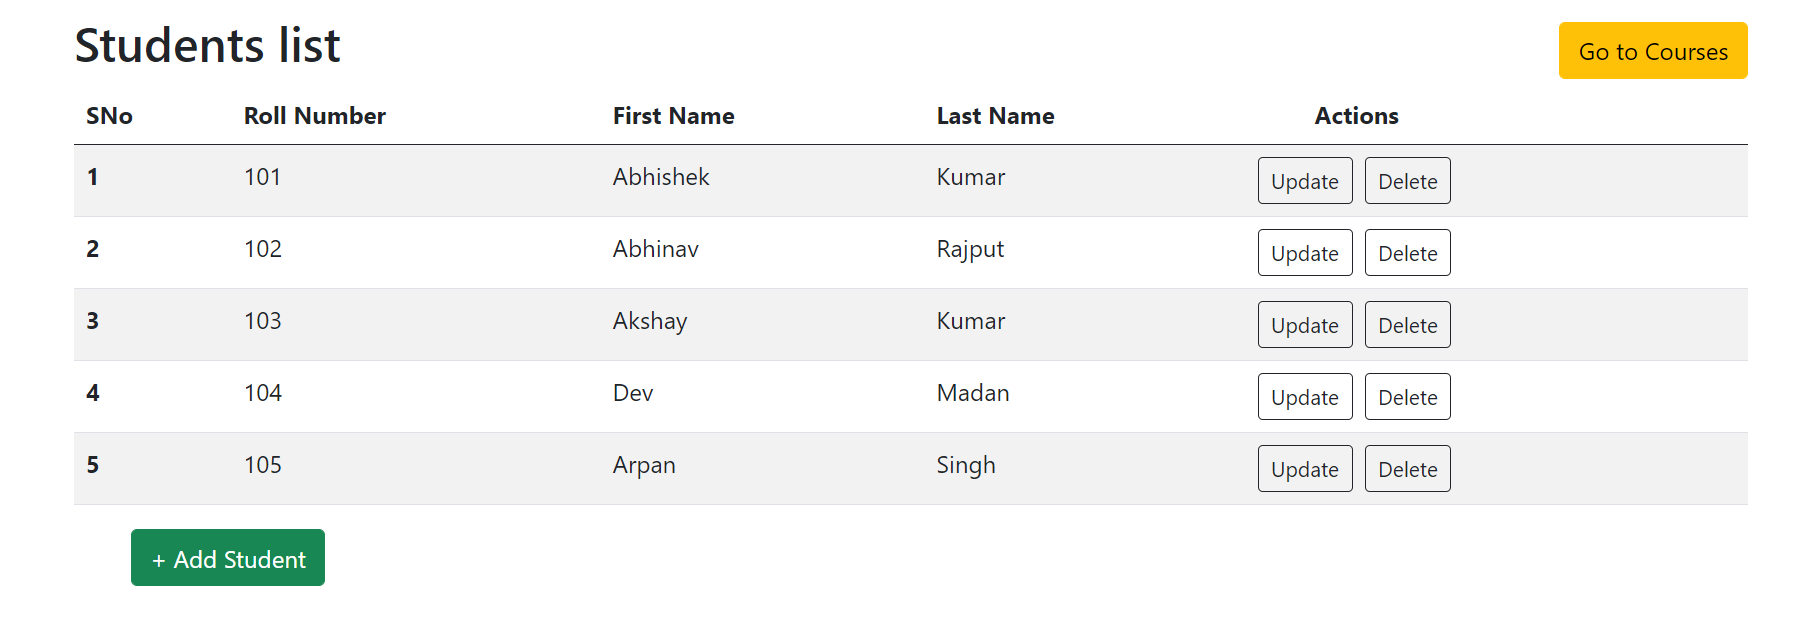 Students list
Go to Courses
SNo Roll Number First Name Last Name Actions
1 101 Abhishek Kumar Update Delete
2 102 Abhinav Rajput Update Delete
3 103 Akshay Kumar Update Delete
4 104 Dev Madan Update Delete
5 105 Arpan Singh Update Delete
+ Add Student